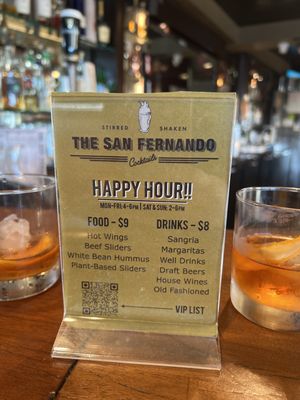 STIRRED SHAKEN
THE SAN FERNANDO
Cocktails
HAPPY HOUR!!
MON-FRI 4-6PM | SAT & SUN: 2-6PM
FOOD – $9
Hot Wings
Beef Sliders
White Bean Hummus
Plant-Based Sliders
DRINKS – $8
Sangria
Margaritas
Well Drinks
Draft Beers
House Wines
Old Fashioned
VIP LIST